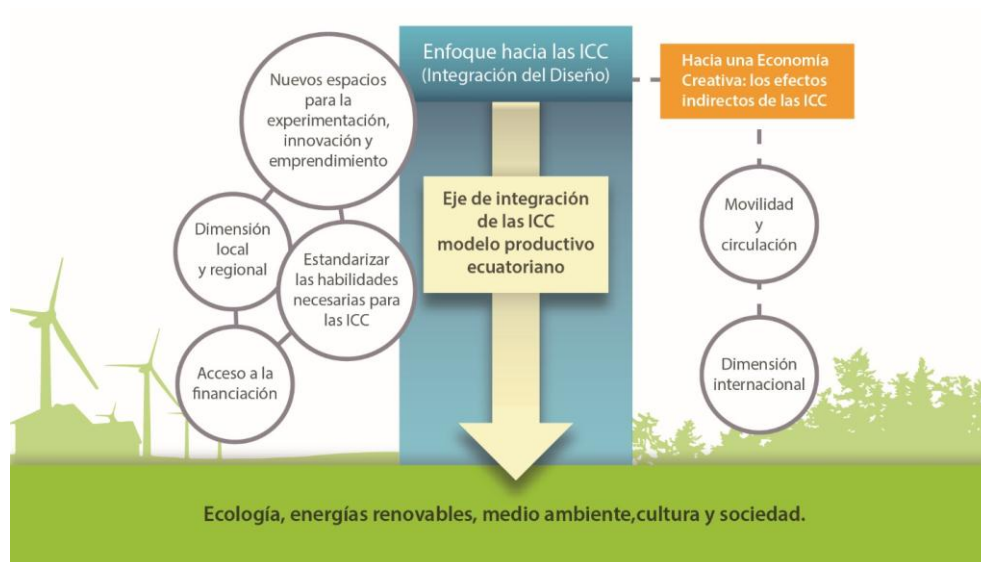 Enfoque hacia las ICC
(Integración del Diseño)
Nuevos espacios
para la
experimentación,
innovación y
emprendimiento
Dimensión
local
y regional
Estandarizar
las habilidades
necesarias para
las ICC
Acceso a la
financiación
Eje de integración
de las ICC
modelo productivo
ecuatoriano
Hacia una Economía
Creativa: los efectos
indirectos de las ICC
Movilidad
y
circulación
Dimensión
internacional
Ecología, energías renovables, medio ambiente,cultura y sociedad.